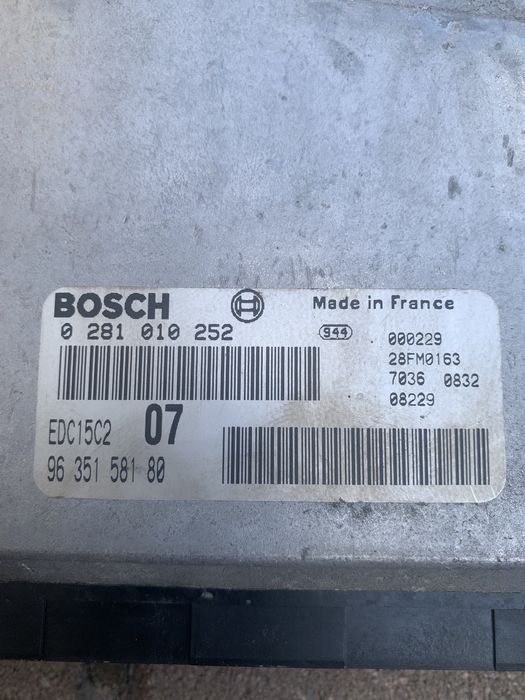 BOSCH Made in France
0 281 010 252 944 000229
28FM0163
7036 0832
08229
EDC15C2 07
96 351 581 80